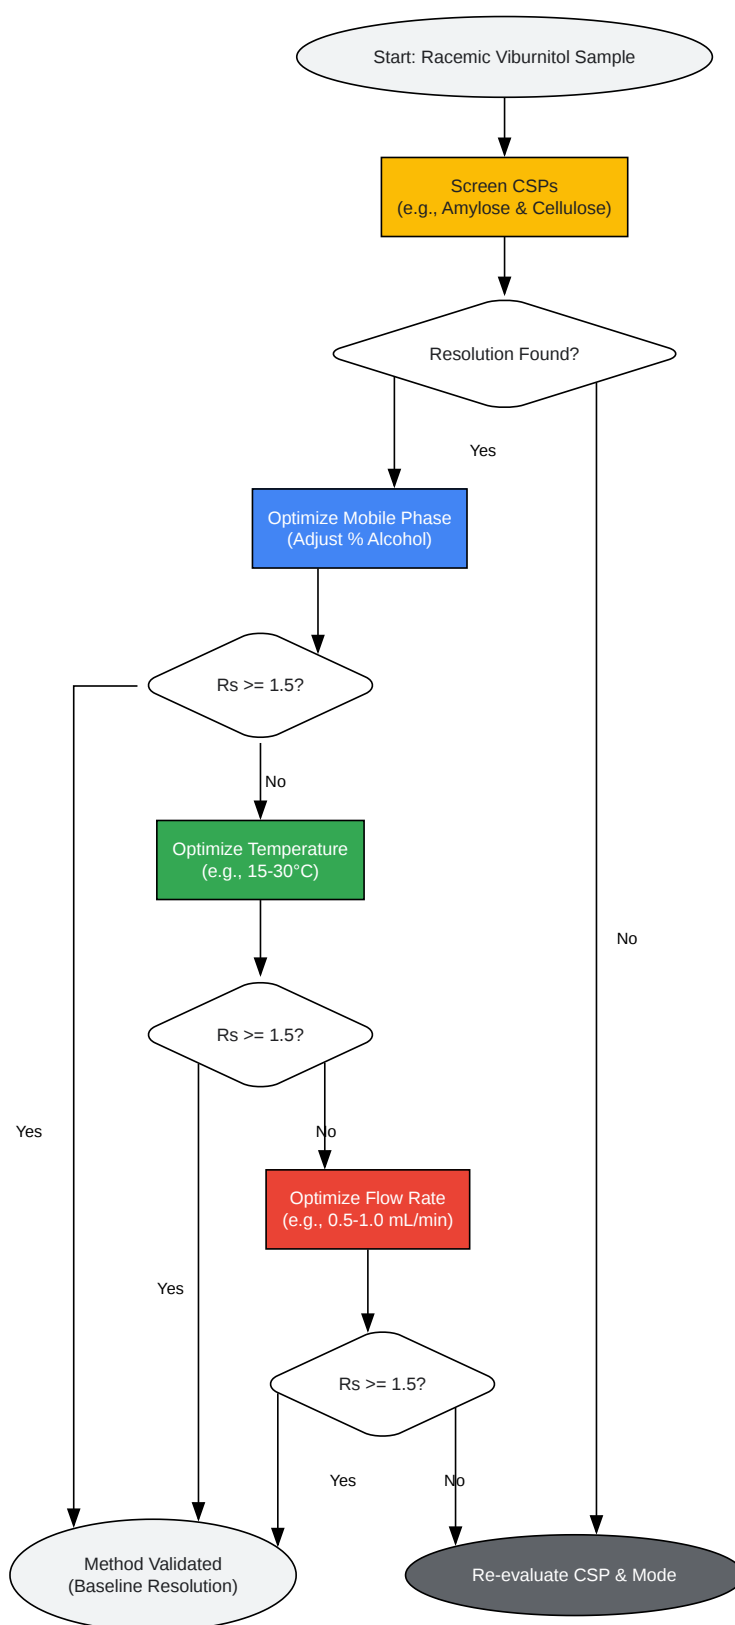 Start: Racemic Viburnitol Sample
Screen CSPs
(e.g., Amylose & Cellulose)
Resolution Found?
Yes
Optimize Mobile Phase
(Adjust % Alcohol)
Rs >= 1.5?
No
Optimize Temperature
(e.g., 15-30°C)
No
Rs >= 1.5?
Yes
No
Optimize Flow Rate
(e.g., 0.5-1.0 mL/min)
Yes
Rs >= 1.5?
Yes
No
Method Validated
(Baseline Resolution)
Re-evaluate CSP & Mode